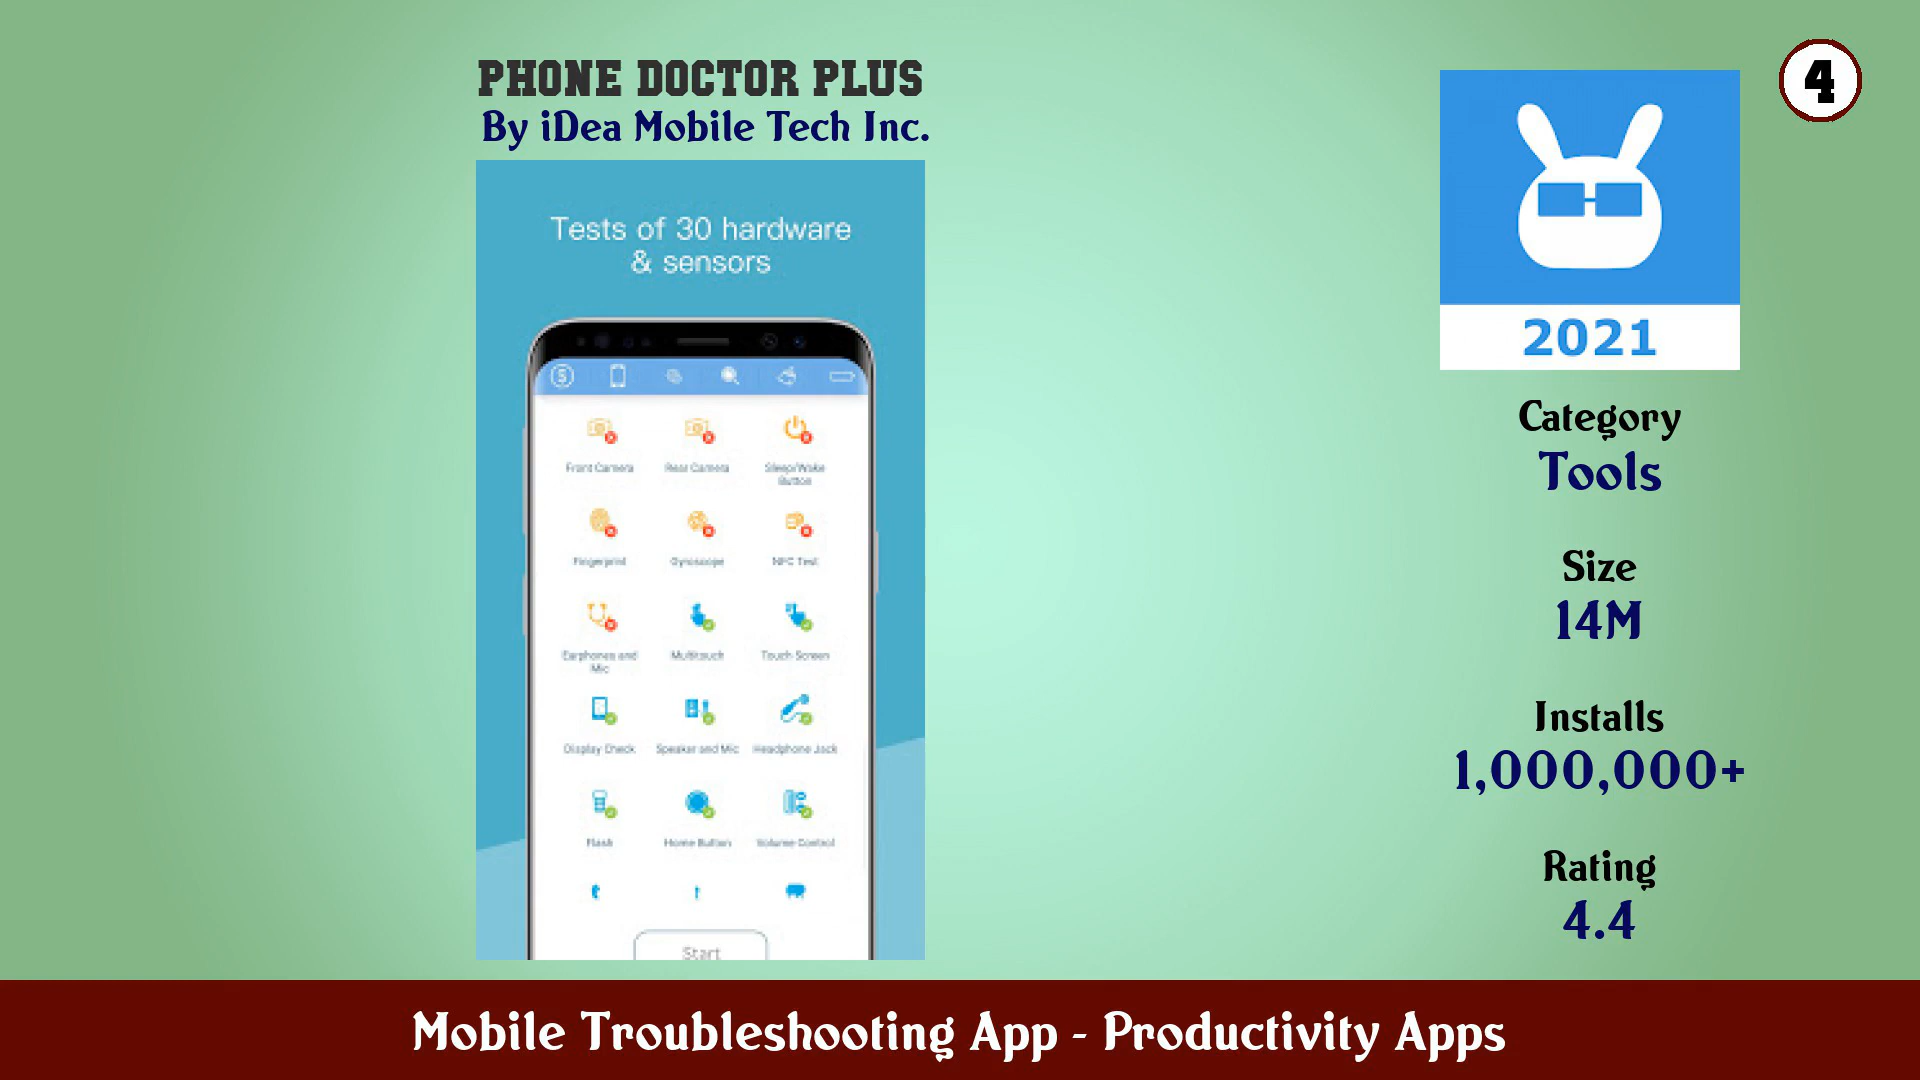 PHONE DOCTOR PLUS
By iDea Mobile Tech Inc.
4
Tests of 30 hardware
& sensors
Front Camera
Rear Camera
Sleep/Wake
Button
Fingerprint
Gyroscope
NFC Test
Earphones and
Mic
Multitouch
Touch Screen
Display Check
Speaker and Mic
Headphone Jack
Flash
Home Button
Volume Control
Start
2021
Category
Tools
Size
14M
Installs
1,000,000+
Rating
4.4
Mobile Troubleshooting App - Productivity Apps